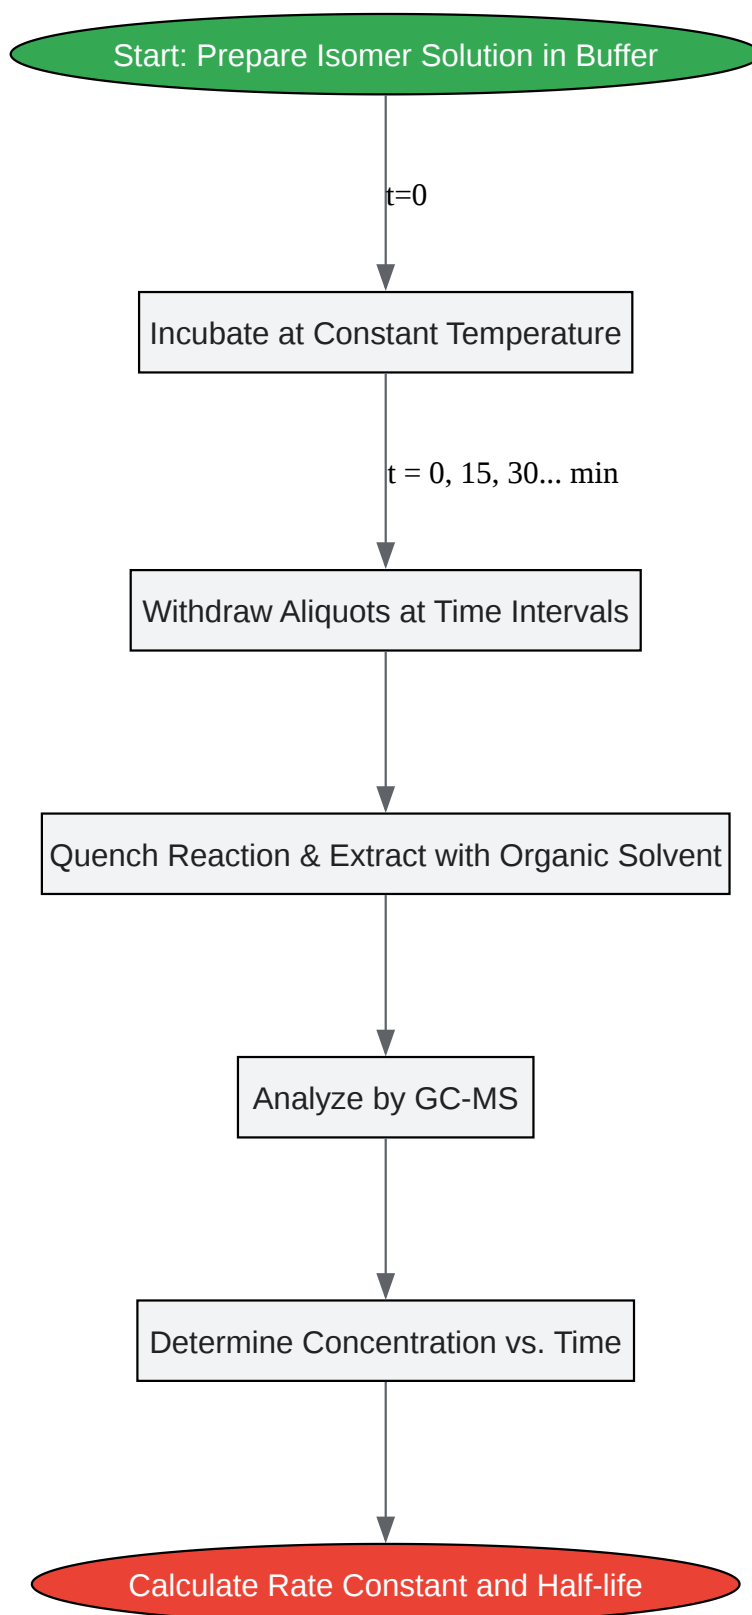 Start: Prepare Isomer Solution in Buffer
t=0
Incubate at Constant Temperature
t = 0, 15, 30... min
Withdraw Aliquots at Time Intervals
Quench Reaction & Extract with Organic Solvent
Analyze by GC-MS
Determine Concentration vs. Time
Calculate Rate Constant and Half-life